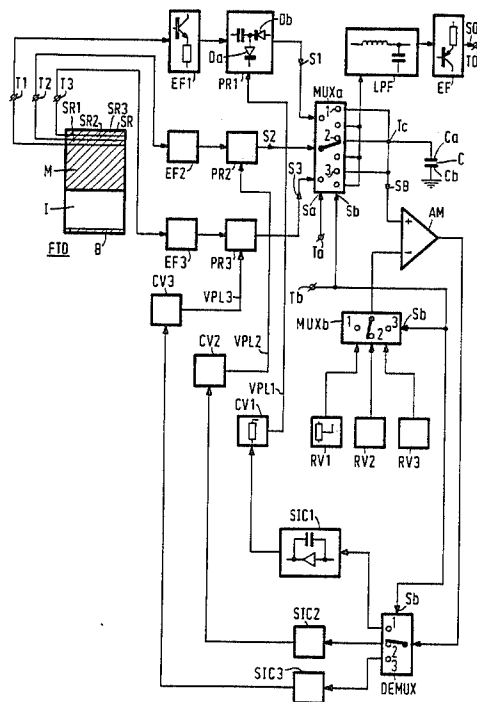 Db
Da
EF1
PR1
S1
MUXa
LPF
EF
SO
TO
T1
T2
T3
SR1
SR2
SR3
SR
M
I
B
FTD
1
2
3
Tc
Ca
C
Cb
EF2
PR2
S2
S3
SB
Sa
Sb
Ta
AM
EF3
PR3
Tb
VPL3
CV3
VPL2
CV2
VPL1
CV1
MUXb
1
2
3
Sb
RV1
RV2
RV3
SIC1
SIC2
SIC3
Sb
1
2
3
DEMUX